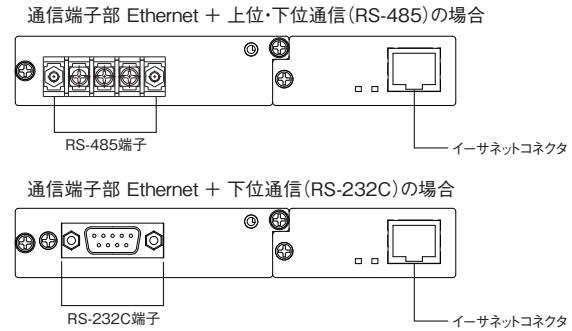 通信端子部 Ethernet + 上位・下位通信(RS-485)の場合
RS-485端子
イーサネットコネクタ
通信端子部 Ethernet + 下位通信(RS-232C)の場合
RS-232C端子
イーサネットコネクタ